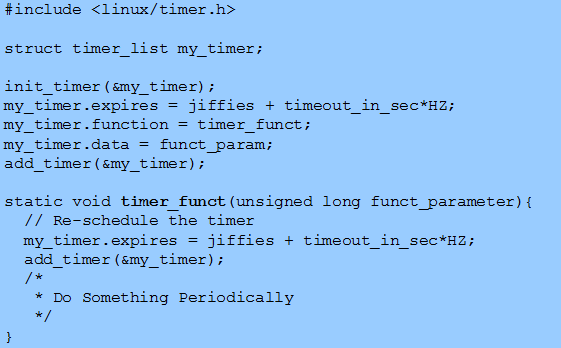 #include <linux/timer.h>
struct timer_list my_timer;
init_timer(&my_timer);
my_timer.expires = jiffies + timeout_in_sec*HZ;
my_timer.function = timer_funct;
my_timer.data = funct_param;
add_timer(&my_timer);
static void timer_funct(unsigned long funct_parameter){
// Re-schedule the timer
my_timer.expires = jiffies + timeout_in_sec*HZ;
add_timer(&my_timer);
/*
* Do Something Periodically
*/
}